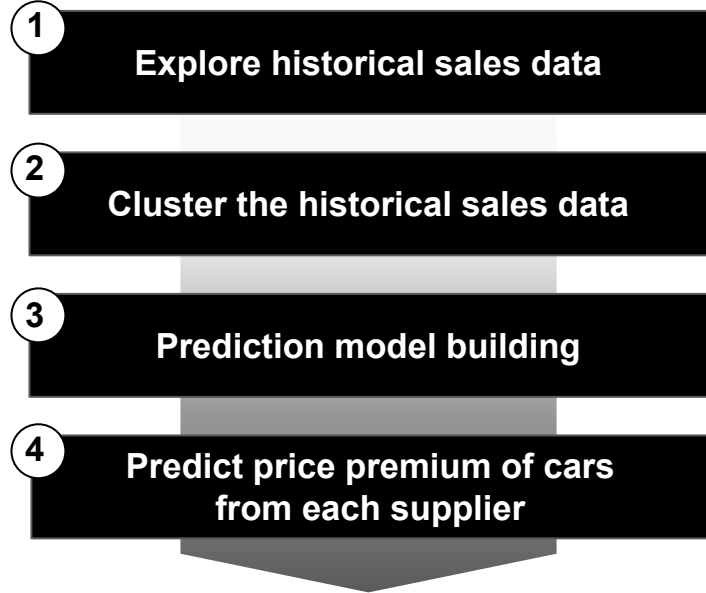 1
Explore historical sales data
2
Cluster the historical sales data
3
Prediction model building
4
Predict price premium of cars
from each supplier